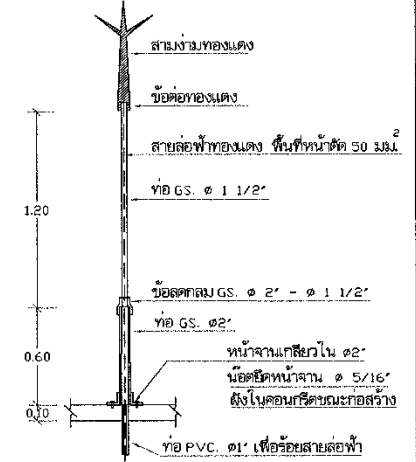 สามง่ามทองแดง
ข้อต่อทองแดง
สายล่อฟ้าทองแดง พื้นที่หน้าตัด 50 มม.²
ท่อ GS. ø 1 1/2"
1.20
ข้อลดกลม GS. ø 2" - ø 1 1/2"
ท่อ GS. ø2"
0.60
หน้าจานเกลียวใน ø2"
น๊อตยึดหน้าจาน ø 5/16"
ฝังในคอนกรีตขณะก่อสร้าง
0.10
ท่อ PVC. ø1" เพื่อร้อยสายล่อฟ้า